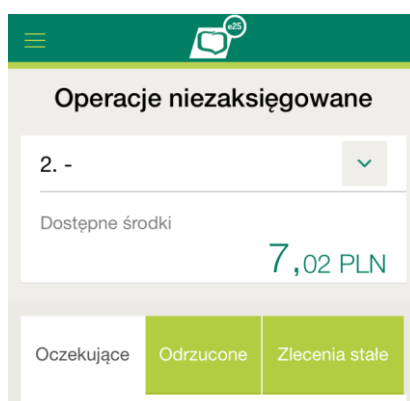 e25
Operacje niezaksięgowane
2. -
Dostępne środki
7,02 PLN
Oczekujące Odrzucone Zlecenia stałe